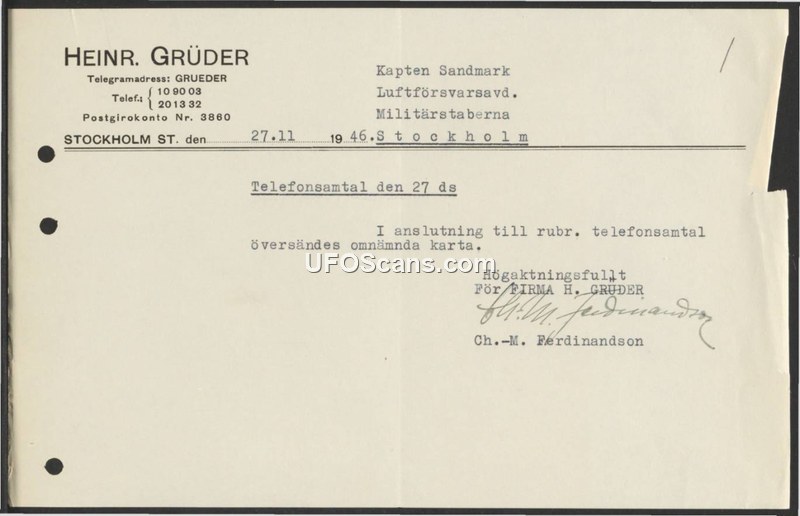 HEINR. GRÜDER
Telegramadress: GRUEDER
Telef.: { 10 90 03
20 13 32
Postgirokonto Nr. 3860
STOCKHOLM ST. den 27.11 1946.
Kapten Sandmark
Luftförsvarsavd.
Militärstaberna
Stockholm
Telefonsamtal den 27 ds
I anslutning till rubr. telefonsamtal
översändes omnämnda karta.
UFOScans.com
Högaktningsfullt
För FIRMA H. GRÜDER
Ch. M. Ferdinandson
Ch.-M. Ferdinandson